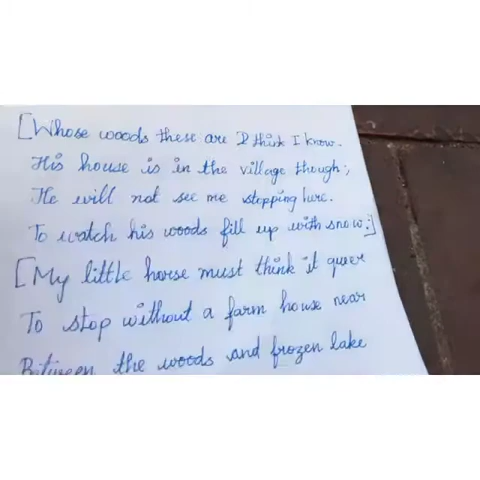 [Whose woods these are I think I know.
His house is in the village though;
He will not see me stopping here.
To watch his woods fill up with snow:]
[My little horse must think it queer
To stop without a farm house near
Between the woods and frozen lake